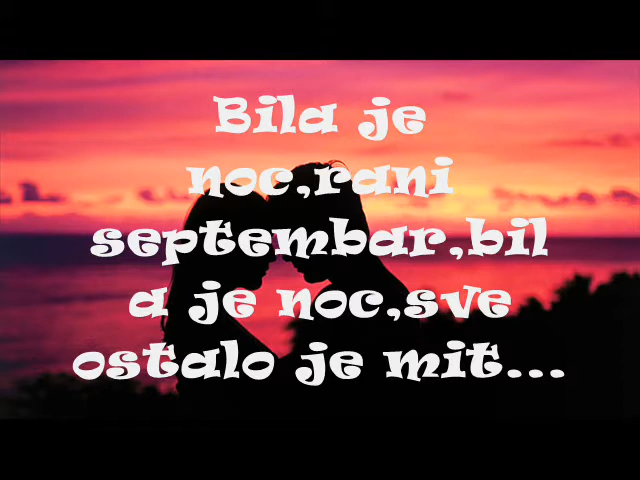 Bila je
noc,rani
septembar,bil
a je noc,sve
ostalo je mit...